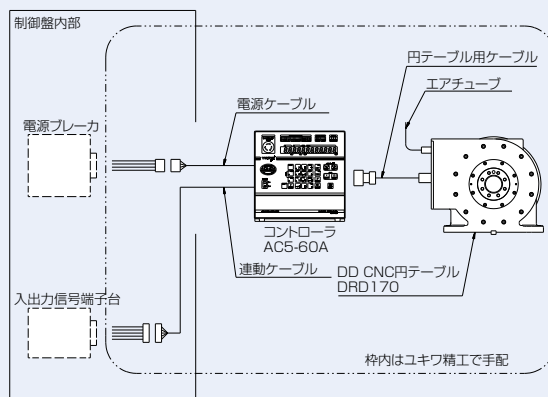 制御盤内部
円テーブル用ケーブル
エアチューブ
電源ケーブル
電源ブレーカ
コントローラ
AC5-60A
連動ケーブル
DD CNC円テーブル
DRD170
入出力信号端子台
枠内はユキワ精工で手配